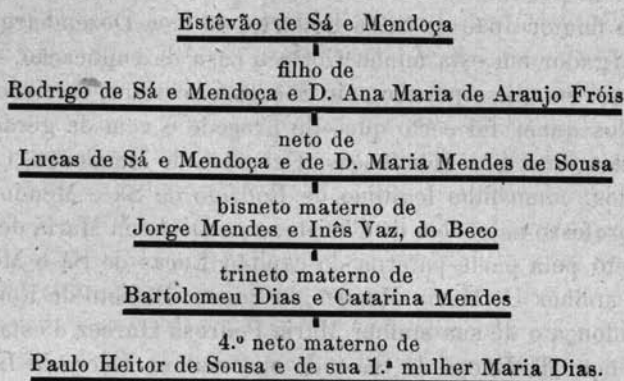 Estêvão de Sá e Mendoça
filho de
Rodrigo de Sá e Mendoça e D. Ana Maria de Araujo Fróis
neto de
Lucas de Sá e Mendoça e de D. Maria Mendes de Sousa
bisneto materno de
Jorge Mendes e Inês Vaz, do Beco
trineto materno de
Bartolomeu Dias e Catarina Mendes
4.º neto materno de
Paulo Heitor de Sousa e de sua 1.ª mulher Maria Dias.